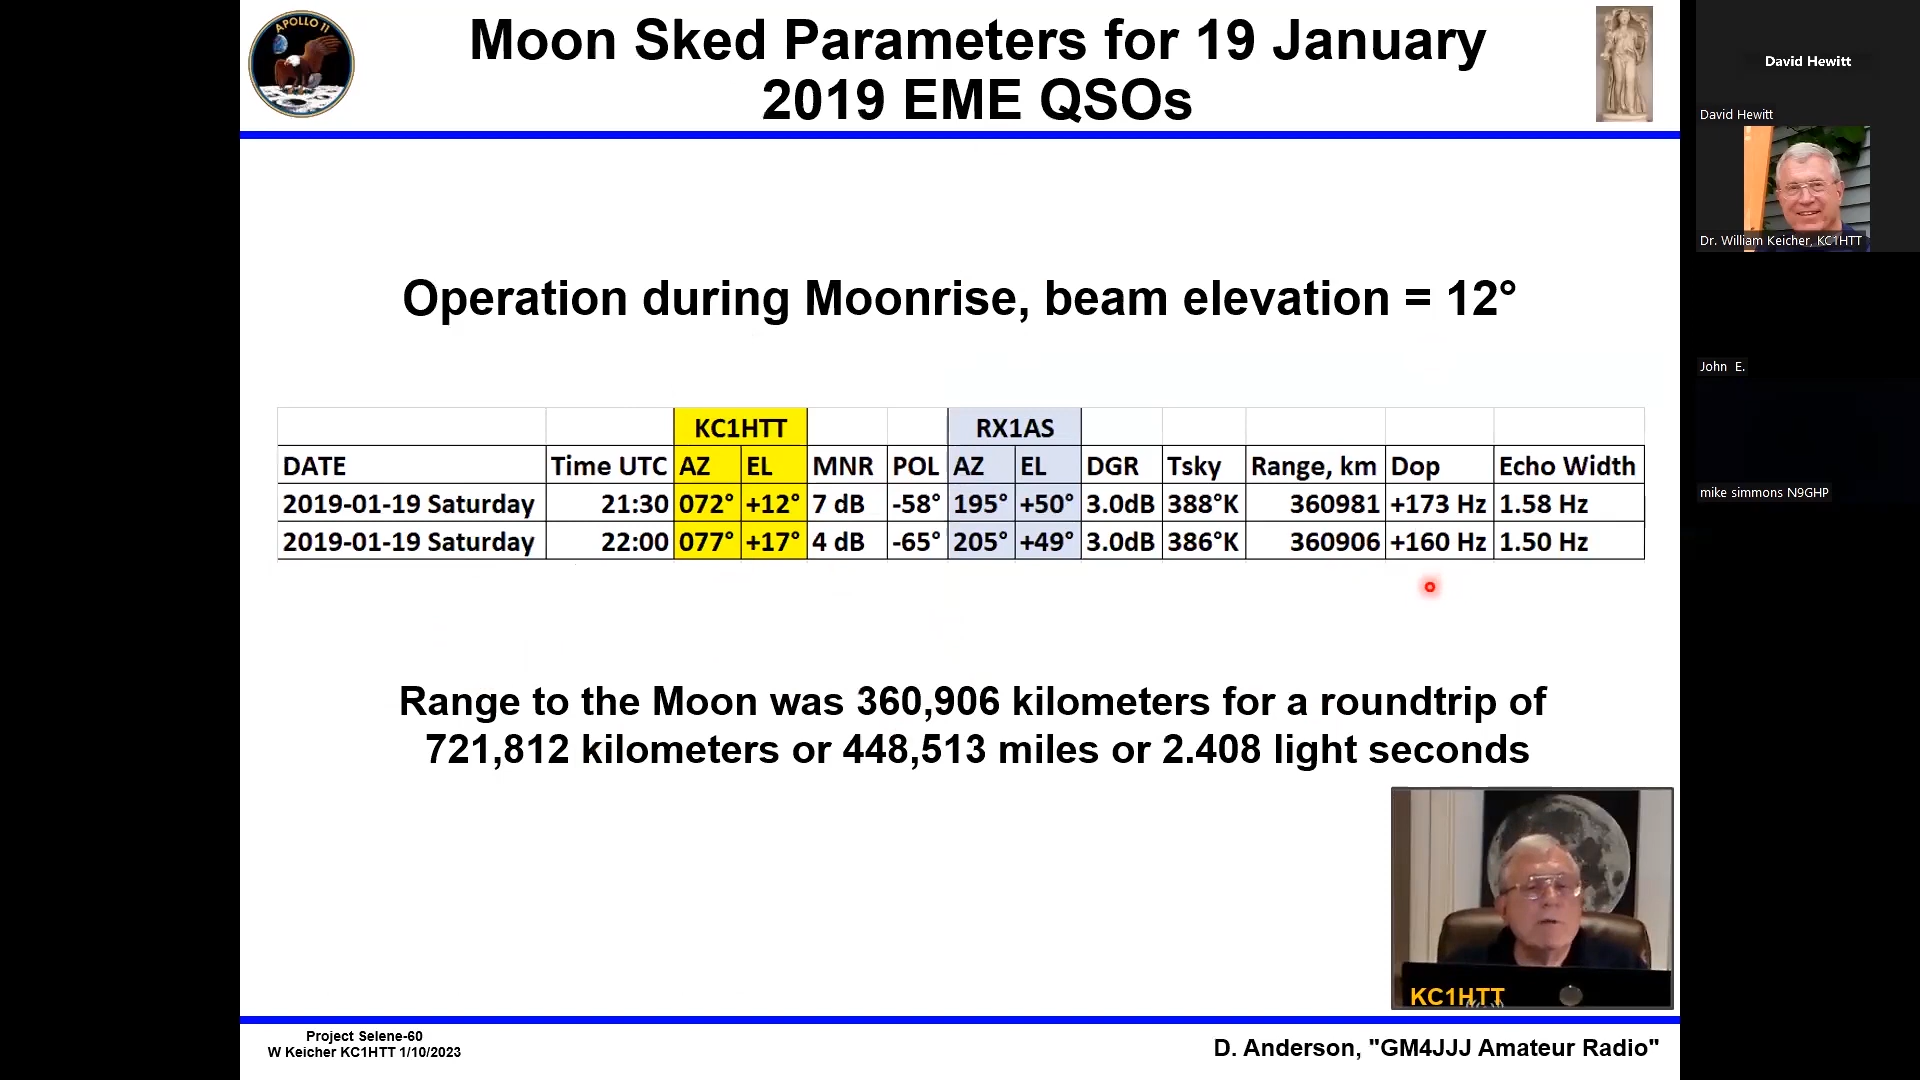 APOLLO 11
Moon Sked Parameters for 19 January
2019 EME QSOs
Operation during Moonrise, beam elevation = 12°
KC1HTT RX1AS
DATE Time UTC AZ EL MNR POL AZ EL DGR Tsky Range, km Dop Echo Width
2019-01-19 Saturday 21:30 072° +12° 7 dB -58° 195° +50° 3.0dB 388°K 360981 +173 Hz 1.58 Hz
2019-01-19 Saturday 22:00 077° +17° 4 dB -65° 205° +49° 3.0dB 386°K 360906 +160 Hz 1.50 Hz
Range to the Moon was 360,906 kilometers for a roundtrip of
721,812 kilometers or 448,513 miles or 2.408 light seconds
KC1HTT
Project Selene-60
W Keicher KC1HTT 1/10/2023
D. Anderson, "GM4JJJ Amateur Radio"
David Hewitt
David Hewitt
Dr. William Keicher, KC1HTT
John E.
mike simmons N9GHP